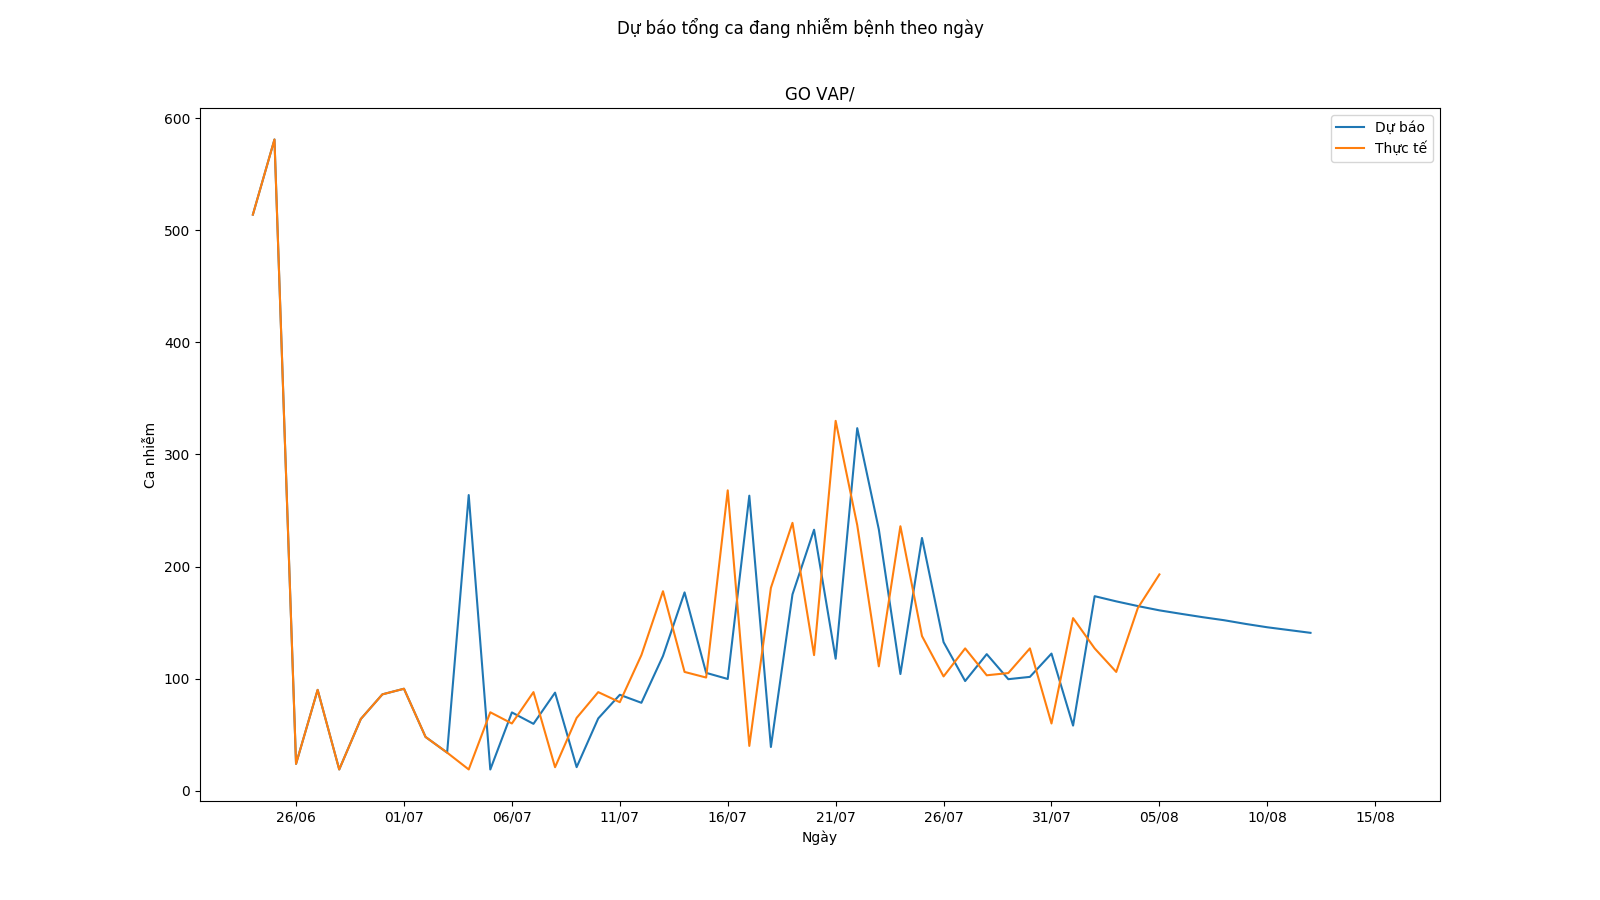 Dự báo tổng ca đang nhiễm bệnh theo ngày
GO VAP/
Dự báo
Thực tế
600
500
400
300
200
100
0
Ca nhiễm
26/06 01/07 06/07 11/07 16/07 21/07 26/07 31/07 05/08 10/08 15/08
Ngày